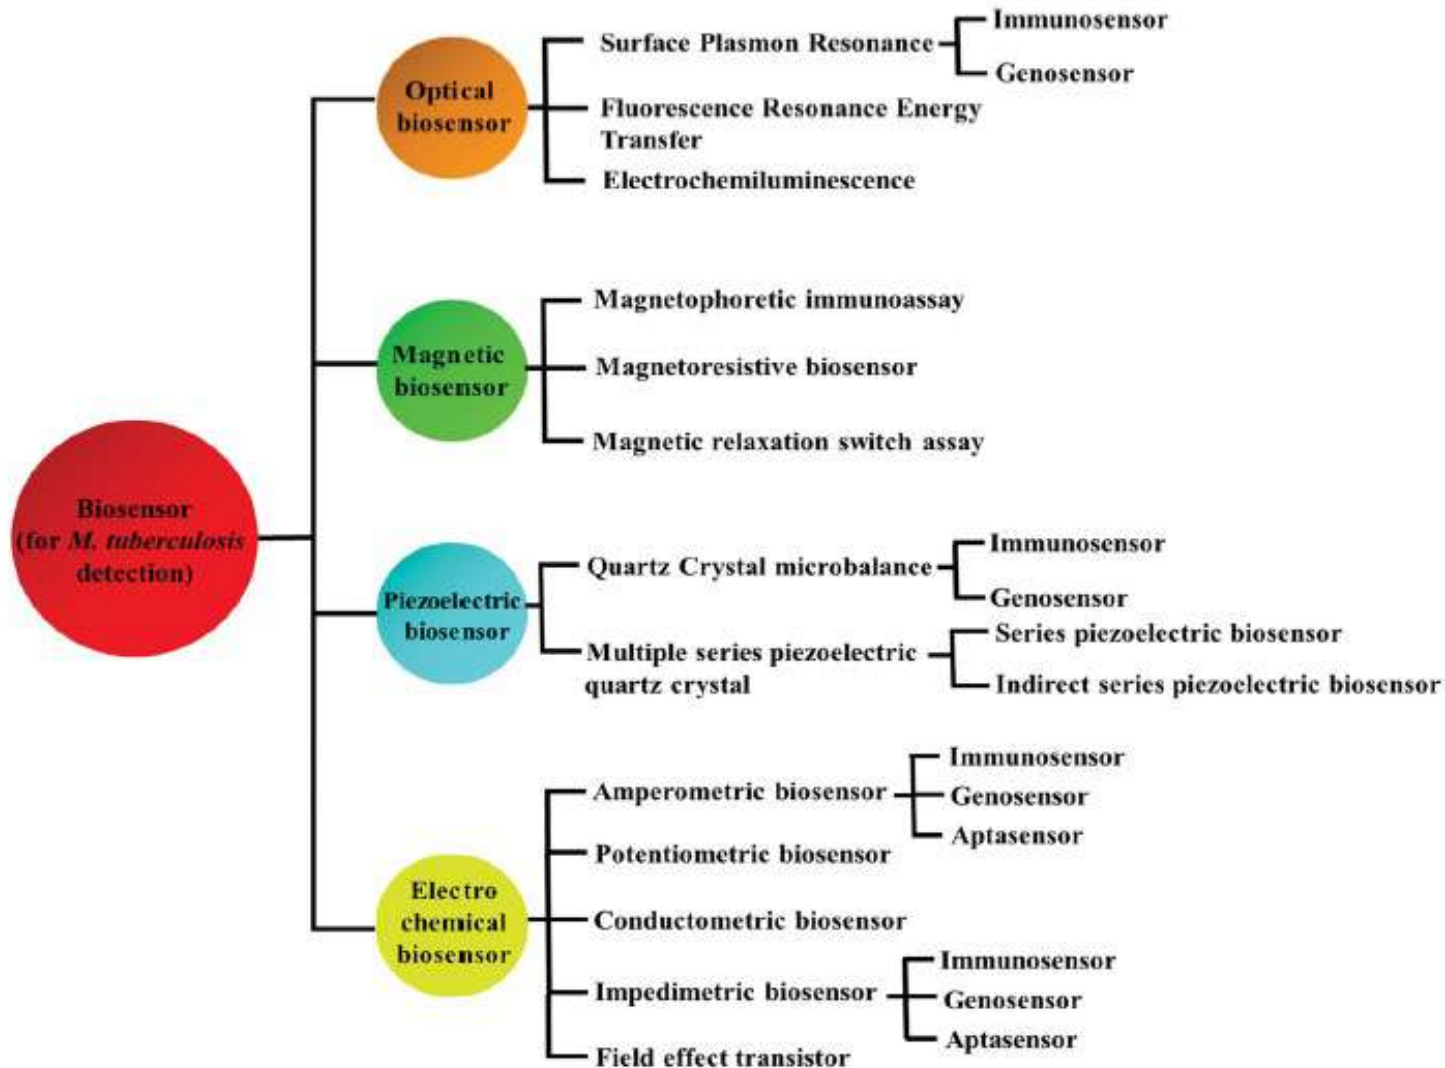 Biosensor
(for M. tuberculosis
detection)
Optical
biosensor
Surface Plasmon Resonance
Immunosensor
Genosensor
Fluorescence Resonance Energy
Transfer
Electrochemiluminescence
Magnetic
biosensor
Magnetophoretic immunoassay
Magnetoresistive biosensor
Magnetic relaxation switch assay
Piezoelectric
biosensor
Quartz Crystal microbalance
Immunosensor
Genosensor
Multiple series piezoelectric
quartz crystal
Series piezoelectric biosensor
Indirect series piezoelectric biosensor
Electro
chemical
biosensor
Amperometric biosensor
Immunosensor
Genosensor
Aptasensor
Potentiometric biosensor
Conductometric biosensor
Impedimetric biosensor
Immunosensor
Genosensor
Aptasensor
Field effect transistor